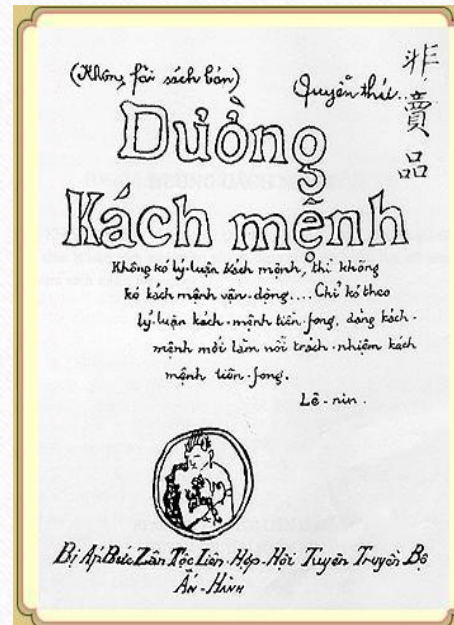 (Không fải sách bán)
Quyển thứ..
非賣品
Đường
Kách mệnh
Không kó lý-luận kách mệnh, thì không
kó kách mệnh vận-động.... Chỉ kó theo
lý-luận kách-mệnh tiền-fong, đảng kách-
mệnh mới làm nổi trách-nhiệm kách
mệnh tiền-fong.
Lê-nin.
Bị Áp Bức Zân Tộc Liên-Hợp-Hội Tuyên Truyền Bộ
Ấn-Hành